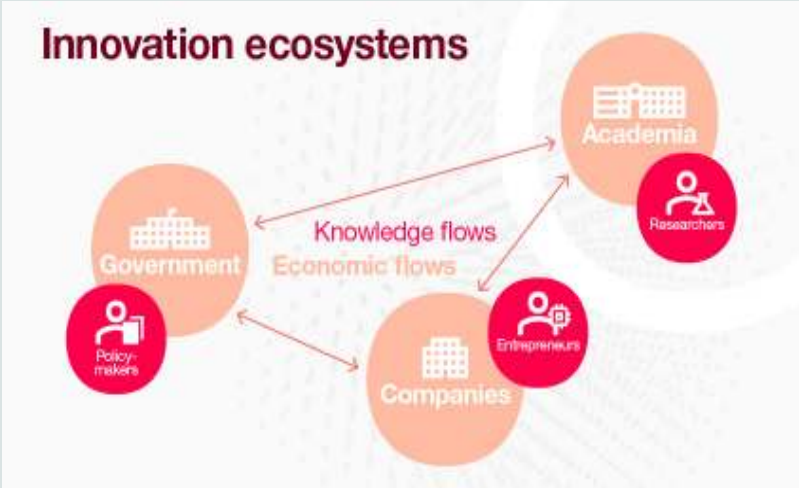 Innovation ecosystems
Academia
Researchers
Government
Policy-
makers
Knowledge flows
Economic flows
Entrepreneurs
Companies